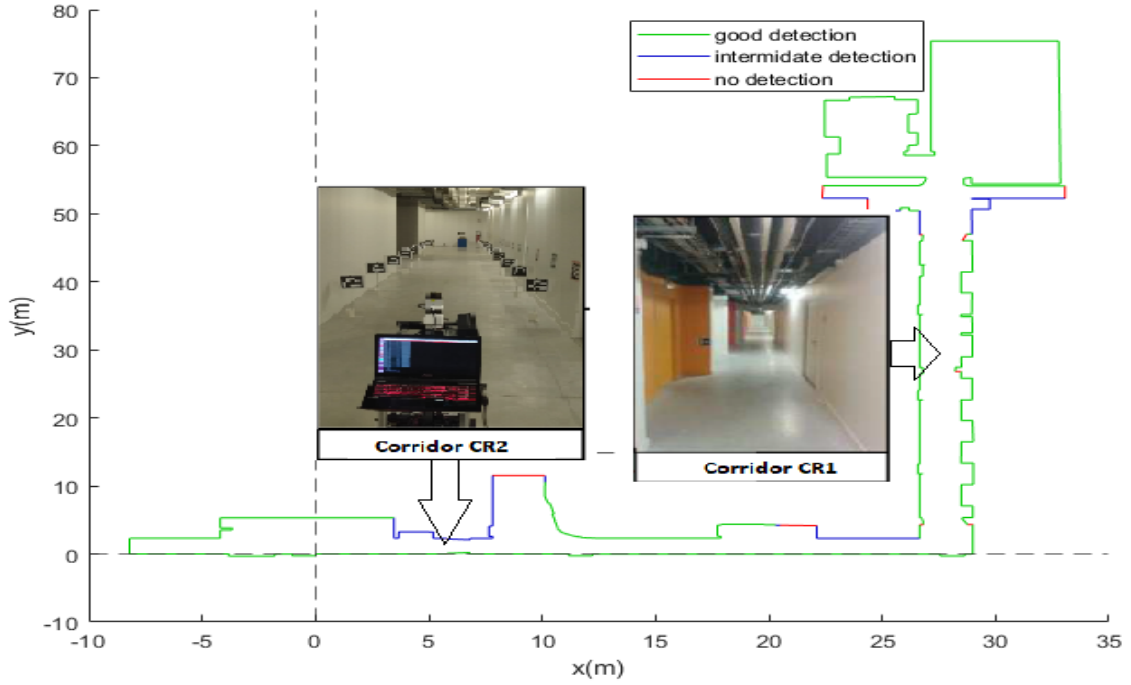 80
70
60
50
40
30
20
10
0
-10
y(m)
good detection
intermidate detection
no detection
Corridor CR2
Corridor CR1
-10
-5
0
5
10
15
20
25
30
35
x(m)